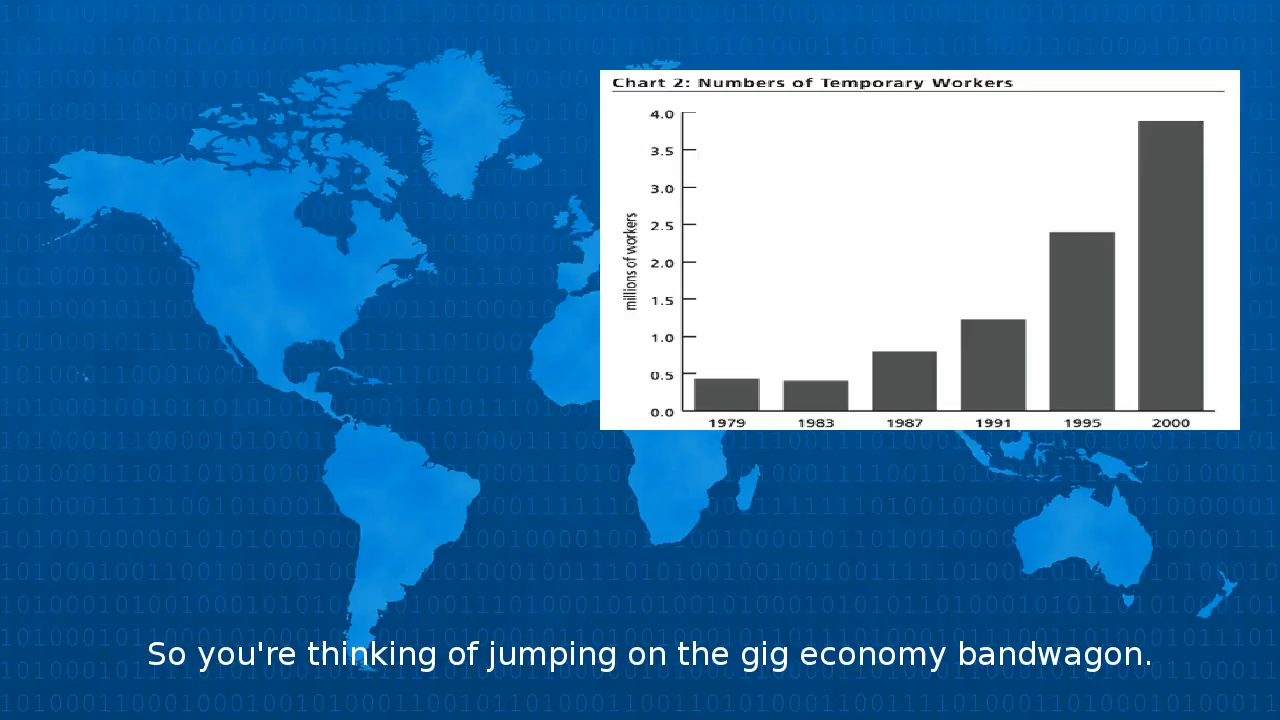 Chart 2: Numbers of Temporary Workers
millions of workers
4.0
3.5
3.0
2.5
2.0
1.5
1.0
0.5
0.0
1979 1983 1987 1991 1995 2000
So you're thinking of jumping on the gig economy bandwagon.